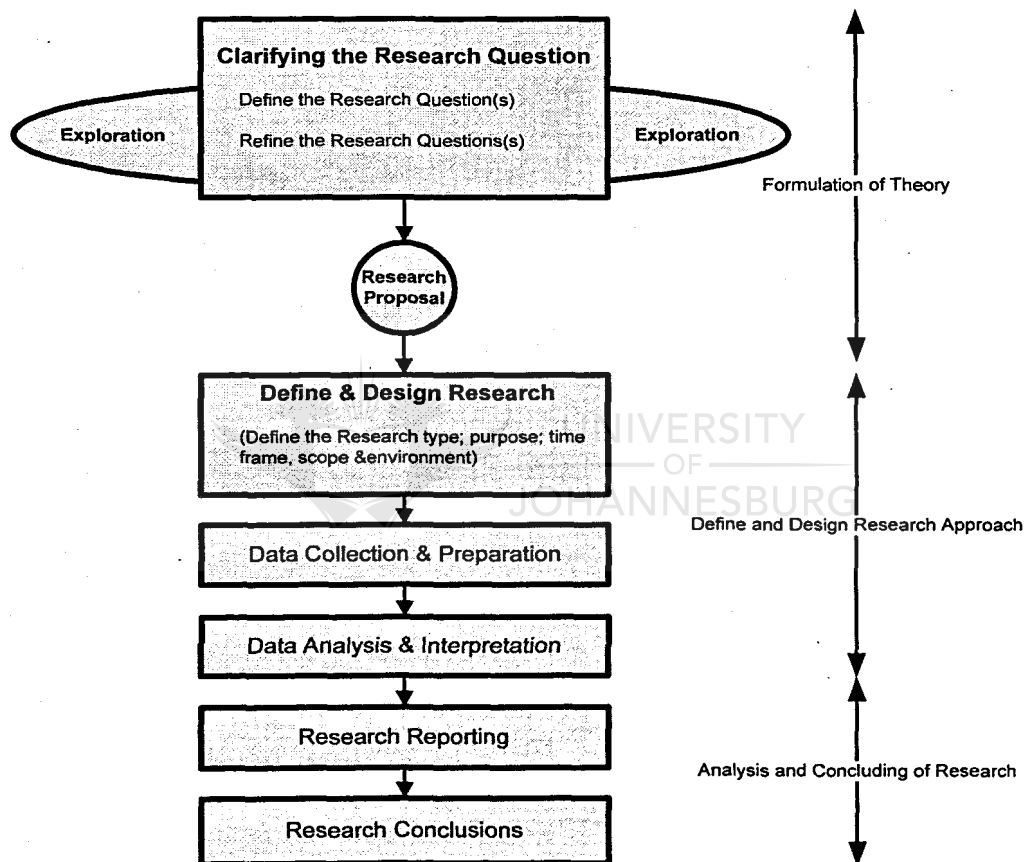 Clarifying the Research Question
Define the Research Question(s)
Refine the Research Questions(s)
Exploration
Exploration
Formulation of Theory
Research
Proposal
Define & Design Research
(Define the Research type; purpose; time
frame, scope &environment)
UNIVERSITY
OF
JOHANNESBURG
Define and Design Research Approach
Data Collection & Preparation
Data Analysis & Interpretation
Research Reporting
Analysis and Concluding of Research
Research Conclusions